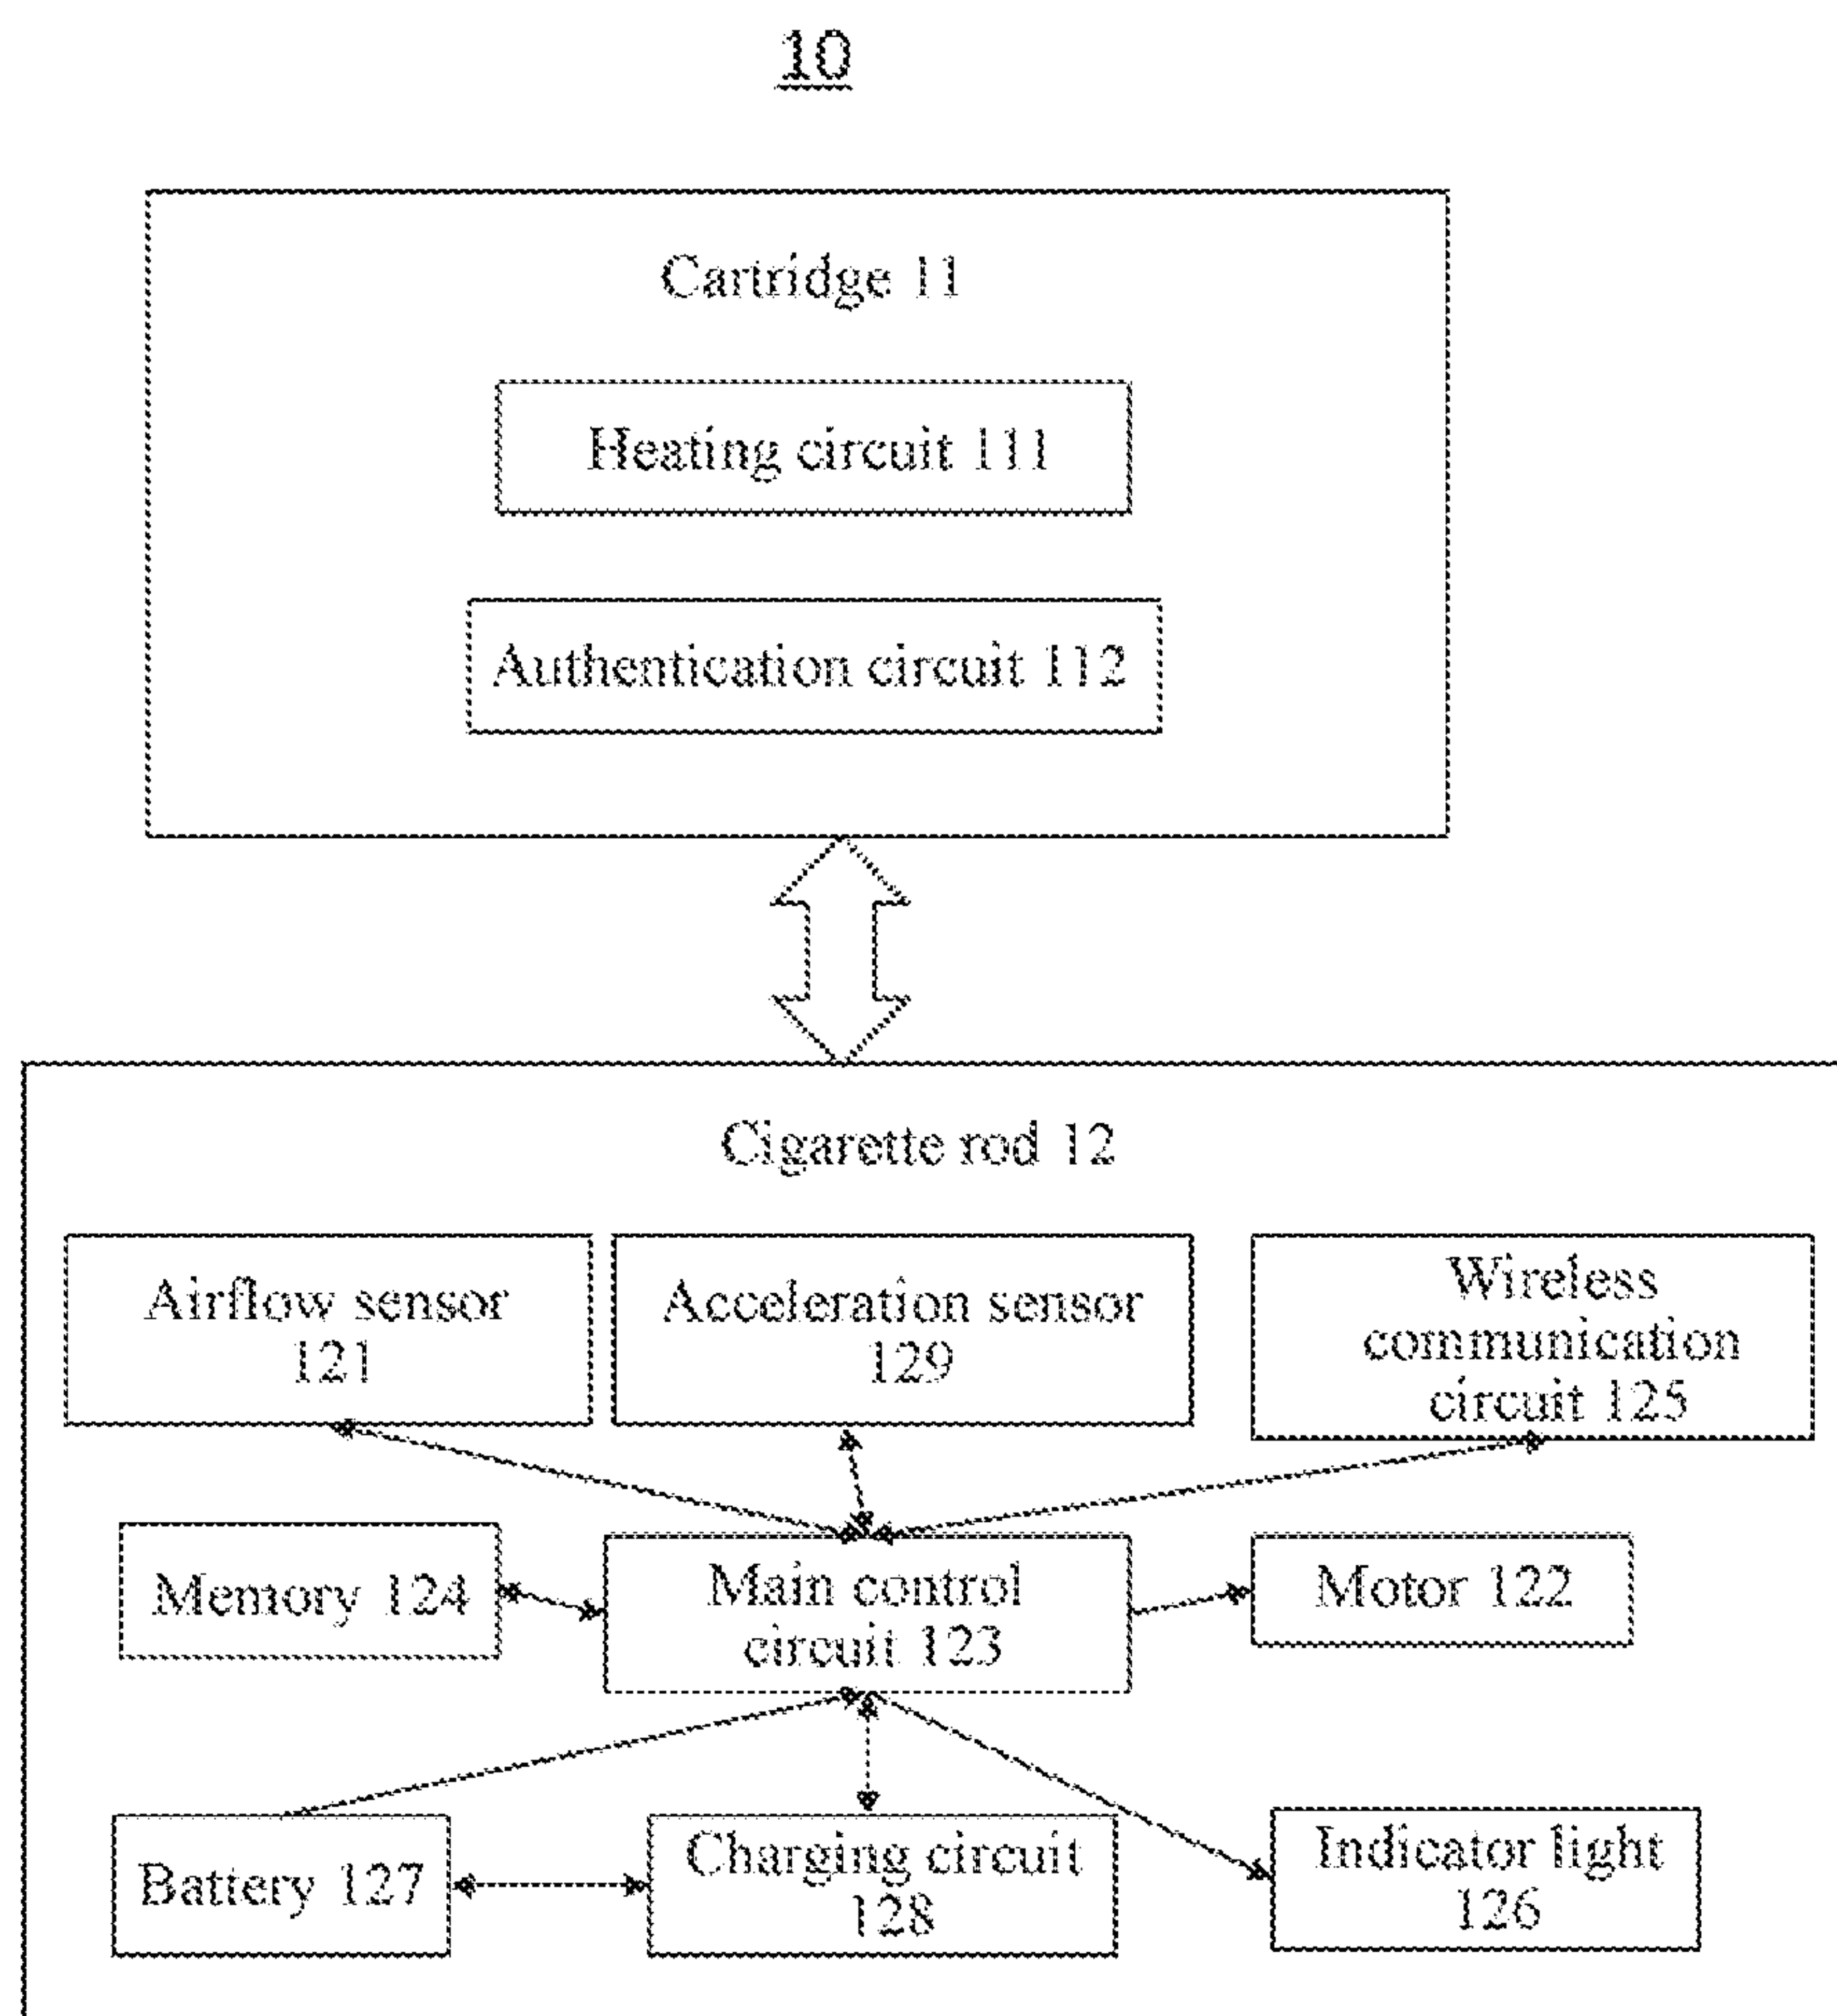 10
Cartridge 11
Heating circuit 111
Authentication circuit 112
Cigarette rod 12
Airflow sensor
121
Acceleration sensor
129
Wireless
communication
circuit 125
Memory 124
Main control
circuit 123
Motor 122
Battery 127
Charging circuit
128
Indicator light
126